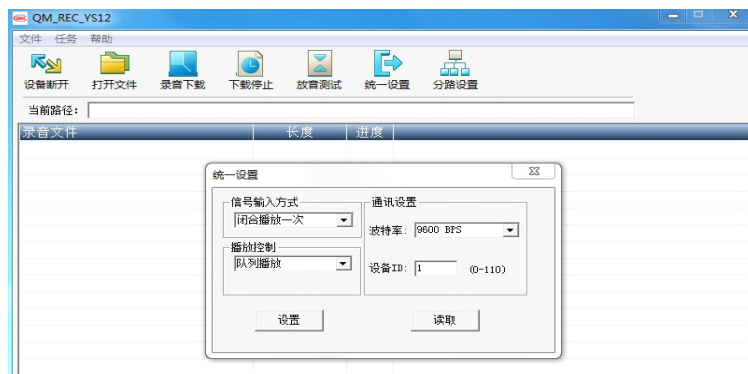 QM_REC_YS12
文件 任务 帮助
设备断开 打开文件 录音下载 下载停止 放音测试 统一设置 分路设置
当前路径：
录音文件 长度 进度
统一设置
信号输入方式 通讯设置
闭合播放一次 波特率: 9600 BPS
播放控制
队列播放 设备ID: 1 (0-110)
设置 读取